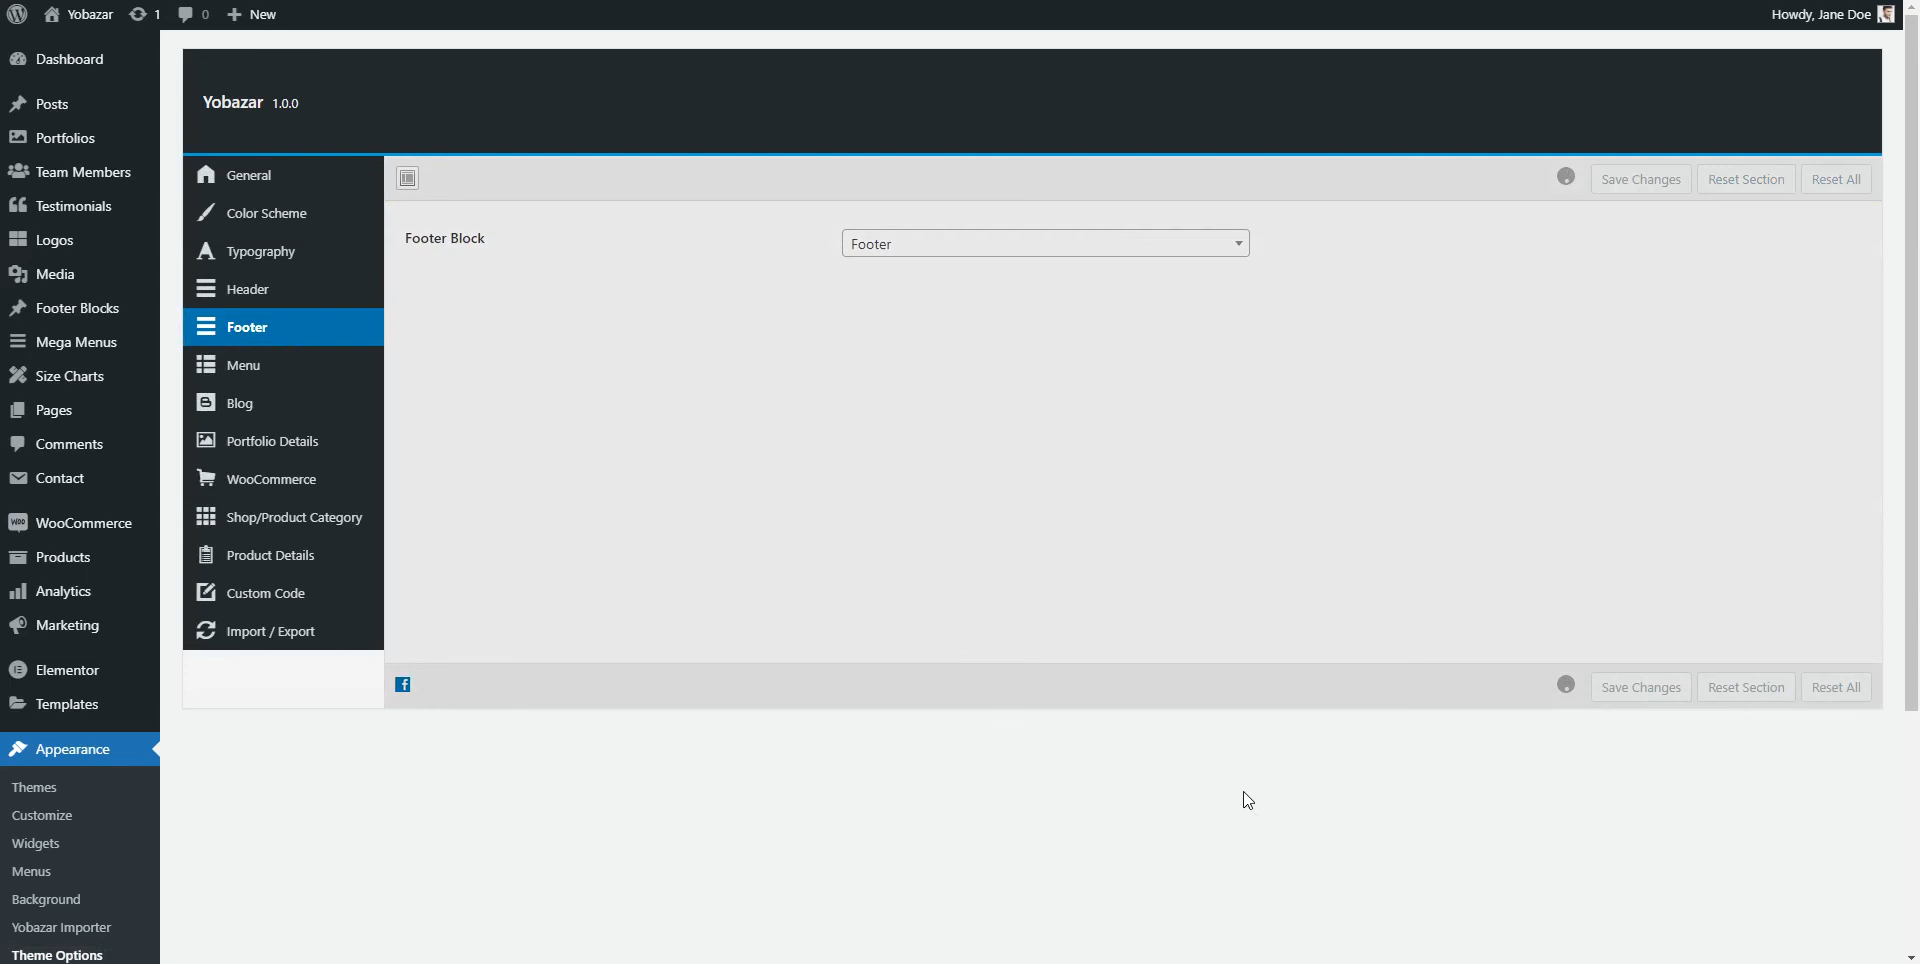 Yobazar
1
0
New
Howdy, Jane Doe
Dashboard
Posts
Portfolios
Team Members
Testimonials
Logos
Media
Footer Blocks
Mega Menus
Size Charts
Pages
Comments
Contact
WooCommerce
Products
Analytics
Marketing
Elementor
Templates
Appearance
Themes
Customize
Widgets
Menus
Background
Yobazar Importer
Theme Options
Yobazar 1.0.0
General
Color Scheme
Typography
Header
Footer
Menu
Blog
Portfolio Details
WooCommerce
Shop/Product Category
Product Details
Custom Code
Import / Export
Save Changes
Reset Section
Reset All
Footer Block
Footer
Save Changes
Reset Section
Reset All